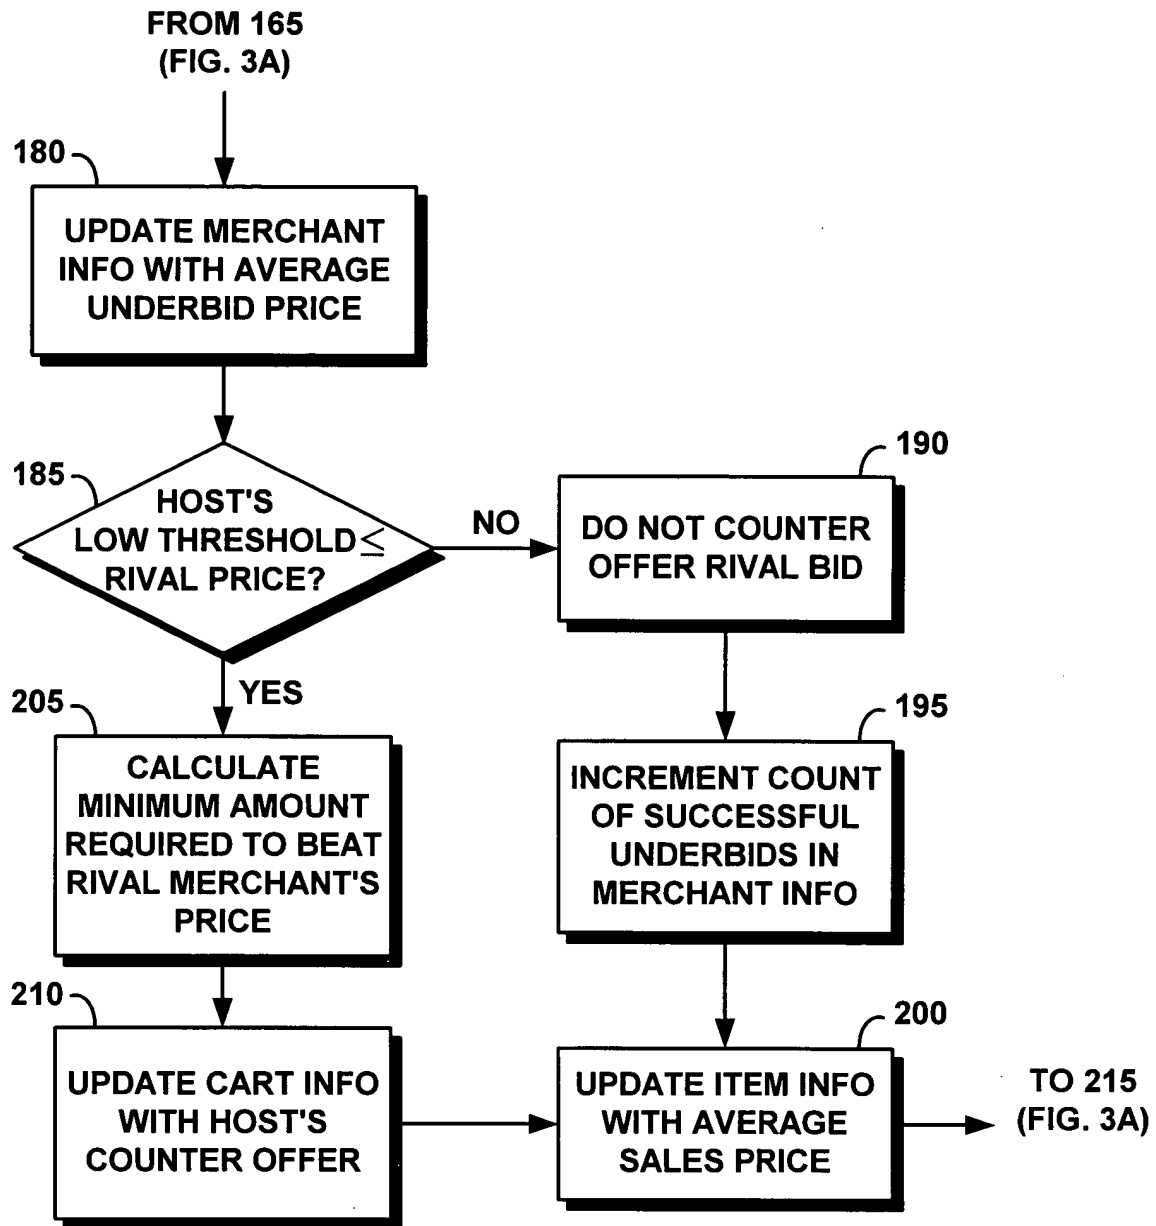 FROM 165
(FIG. 3A)
180
UPDATE MERCHANT
INFO WITH AVERAGE
UNDERBID PRICE
185
HOST'S
LOW THRESHOLD ≤
RIVAL PRICE?
NO
190
DO NOT COUNTER
OFFER RIVAL BID
YES
205
CALCULATE
MINIMUM AMOUNT
REQUIRED TO BEAT
RIVAL MERCHANT'S
PRICE
195
INCREMENT COUNT
OF SUCCESSFUL
UNDERBIDS IN
MERCHANT INFO
210
UPDATE CART INFO
WITH HOST'S
COUNTER OFFER
200
UPDATE ITEM INFO
WITH AVERAGE
SALES PRICE
TO 215
(FIG. 3A)